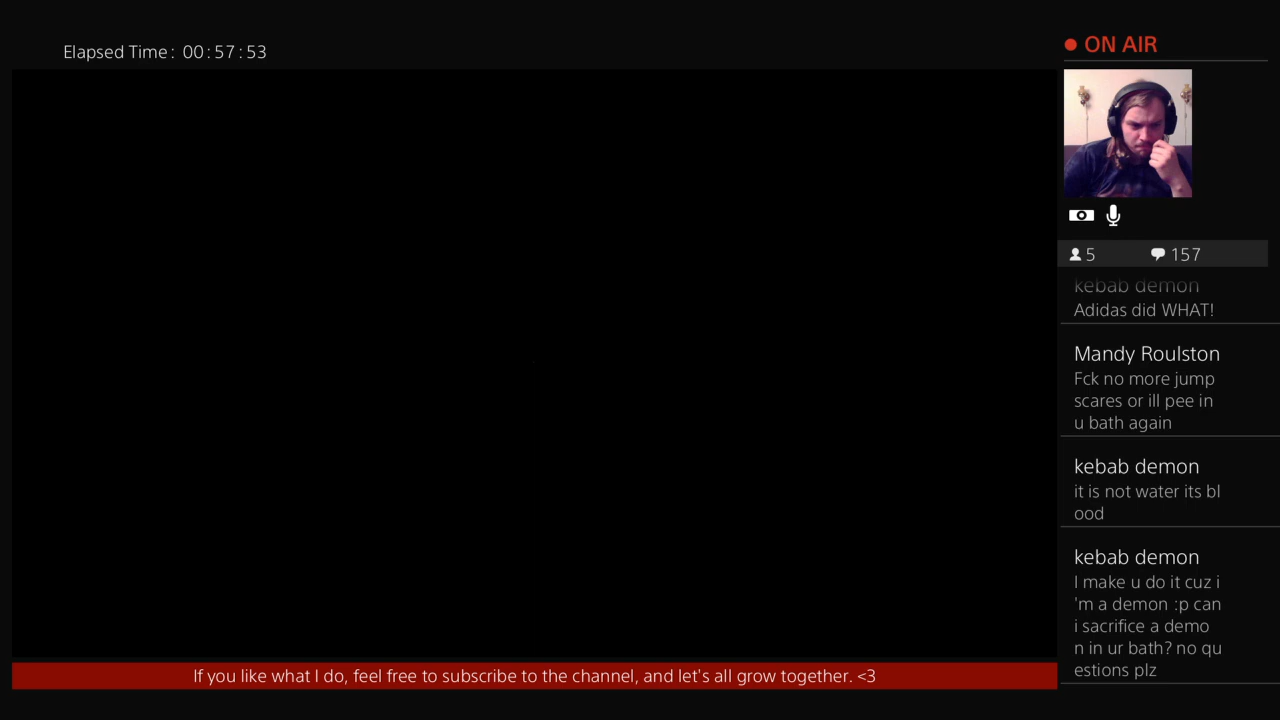 Elapsed Time: 00:57:53
ON AIR
5 157
kebab demon
Adidas did WHAT!
Mandy Roulston
Fck no more jump
scares or ill pee in
u bath again
kebab demon
it is not water its bl
ood
kebab demon
I make u do it cuz i
'm a demon :p can
i sacrifice a demo
n in ur bath? no qu
estions plz
If you like what I do, feel free to subscribe to the channel, and let's all grow together. <3